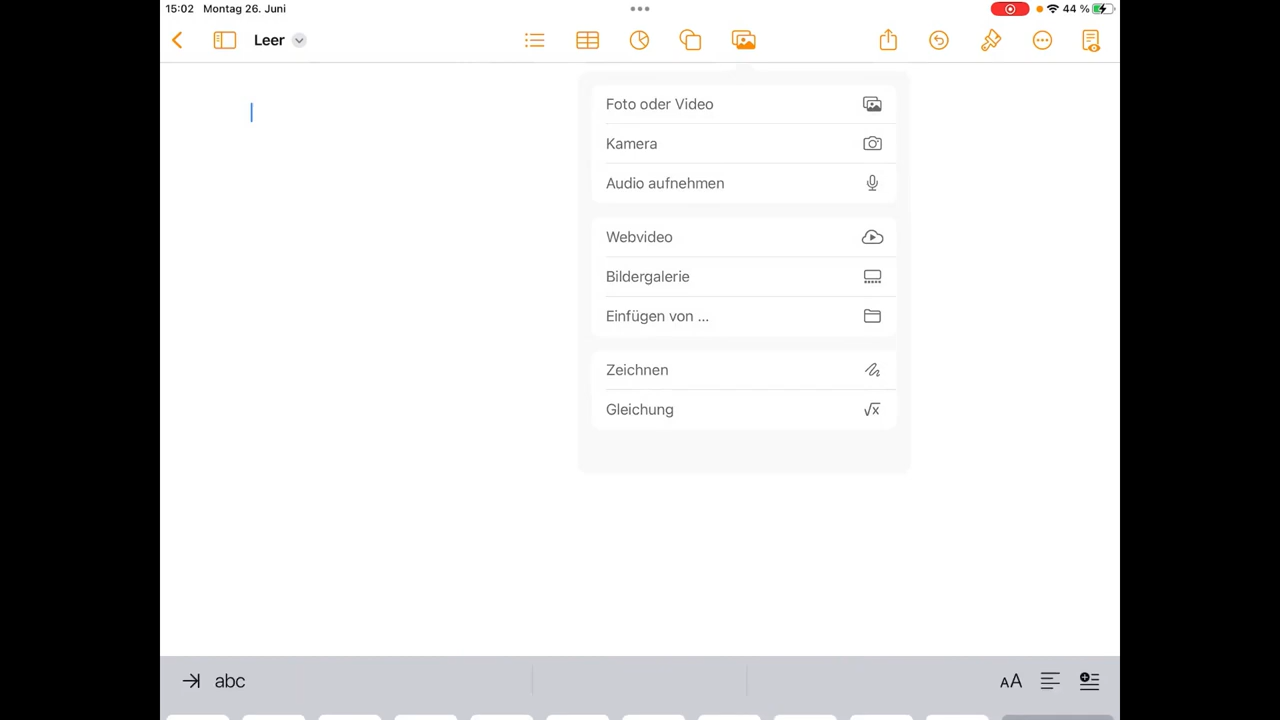 15:02 Montag 26. Juni 44 %
Leer
Foto oder Video
Kamera
Audio aufnehmen
Webvideo
Bildergalerie
Einfügen von ...
Zeichnen
Gleichung
abc
AA